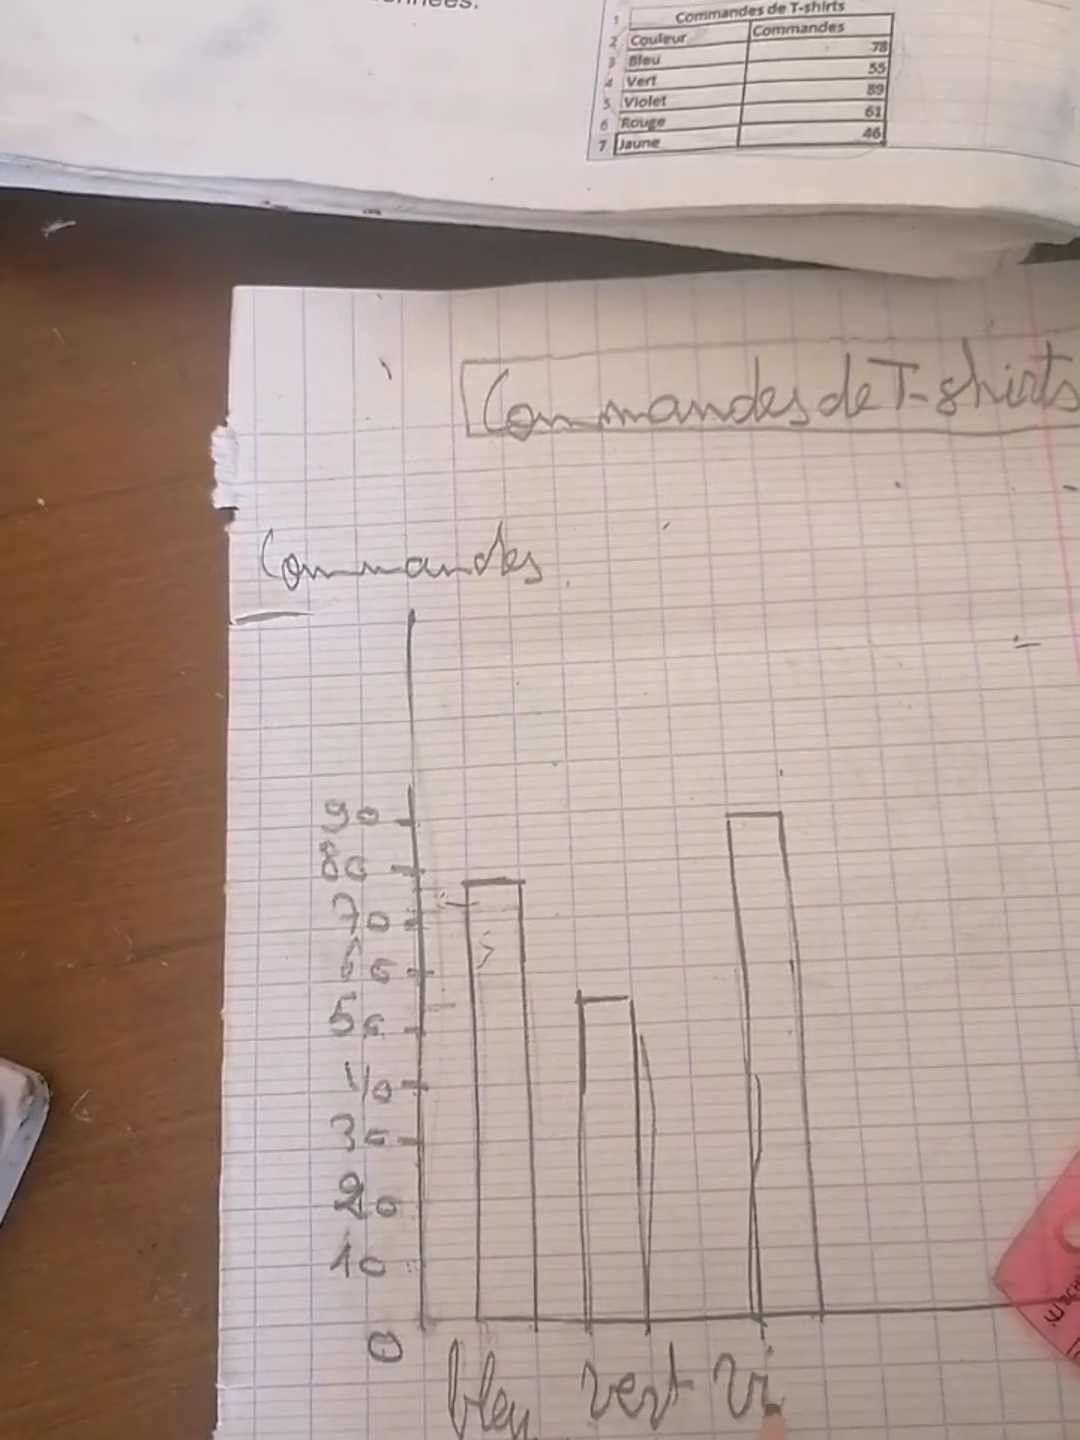 1 Commandes de T-shirts
2 Couleur Commandes
3 Bleu 78
4 Vert 55
5 Violet 89
6 Rouge 61
7 Jaune 46
Commandes de T-shirts
Commandes
90
80
70
60
50
40
30
20
10
0
bleu vert vi